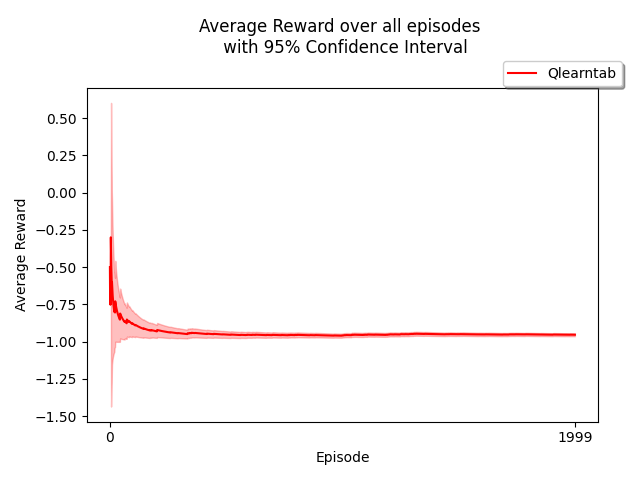 Average Reward over all episodes
with 95% Confidence Interval
Qlearntab
0.50
0.25
0.00
−0.25
−0.50
−0.75
−1.00
−1.25
−1.50
Average Reward
0
1999
Episode